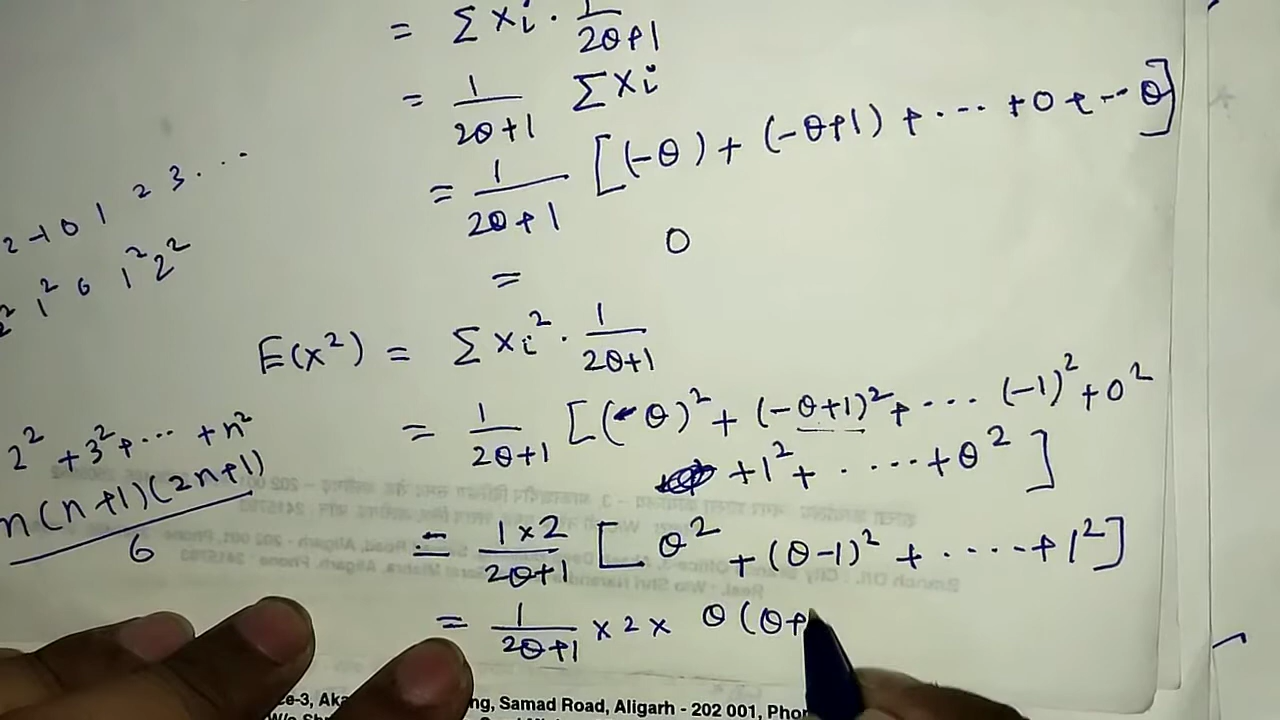 = Σ xi · 1/(2θ+1)
= 1/(2θ+1) Σ xi
= 1/(2θ+1) [(-θ) + (-θ+1) + ... + 0 + ... θ]
2 -1 0 1 2 3 ...
= 0
2² 1² 0 1² 2²
E(x²) = Σ xi² · 1/(2θ+1)
= 1/(2θ+1) [(-θ)² + (-θ+1)² + ... (-1)² + 0²
+ 1² + ..... + θ²]
2² + 3² + ... + n²
n(n+1)(2n+1)/6
= 1×2/(2θ+1) [θ² + (θ-1)² + ..... + 1²]
= 1/(2θ+1) × 2 × θ(θ+
Samad Road, Aligarh - 202 001,